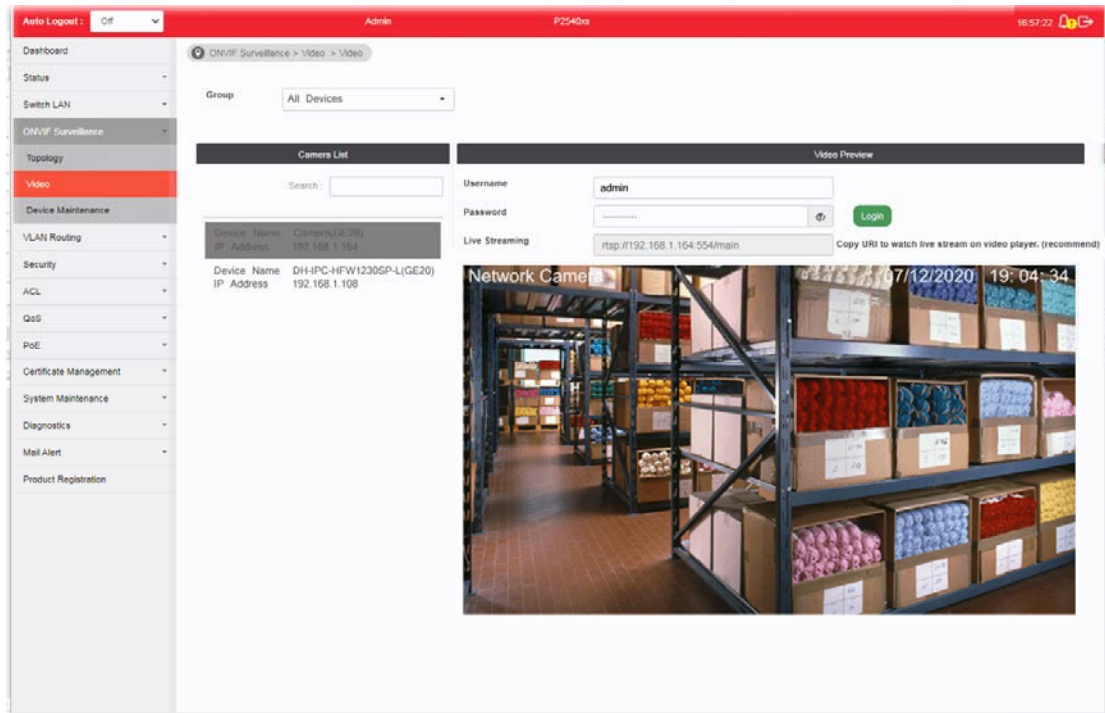 Auto Logout : Off Admin P2540xs 16:57:22
Dashboard
Status
Switch LAN
ONVIF Surveillance
Topology
Video
Device Maintenance
VLAN Routing
Security
ACL
QoS
PoE
Certificate Management
System Maintenance
Diagnostics
Mail Alert
Product Registration
ONVIF Surveillance > Video > Video
Group All Devices
Camera List
Search :
Device Name Camera(GE28)
IP Address 192.168.1.164
Device Name DH-IPC-HFW1230SP-L(GE20)
IP Address 192.168.1.108
Video Preview
Username admin
Password
Login
Live Streaming rtsp://192.168.1.164:554/main Copy URI to watch live stream on video player. (recommend)
Network Camera 07/12/2020 19: 04: 34